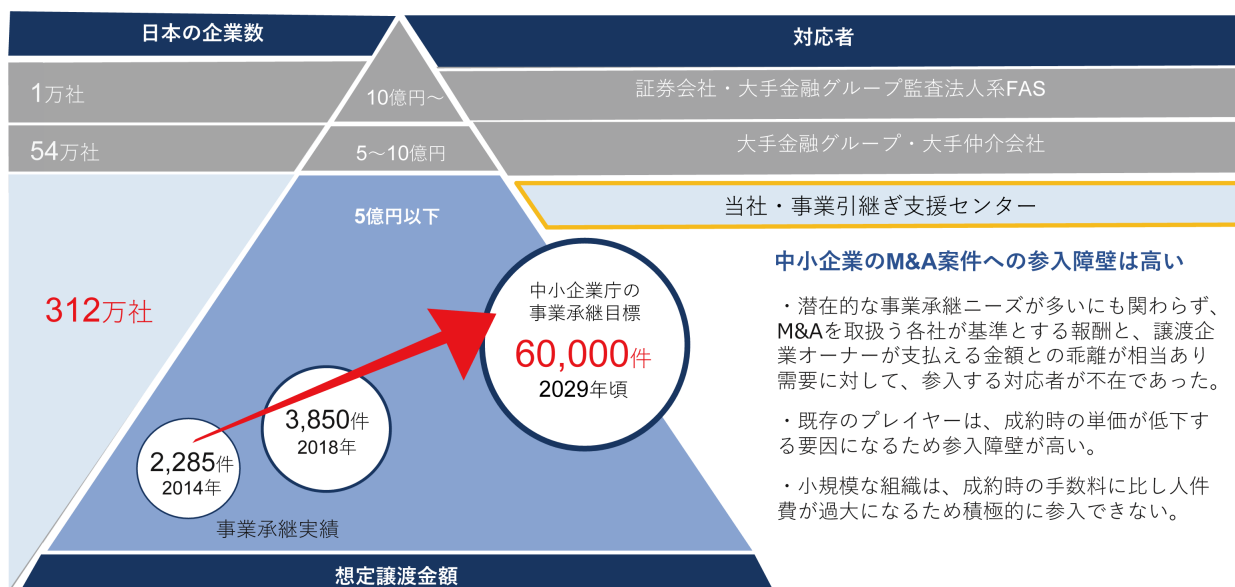 日本の企業数
対応者
1万社
10億円～
証券会社・大手金融グループ監査法人系FAS
54万社
5～10億円
大手金融グループ・大手仲介会社
5億円以下
当社・事業引継ぎ支援センター
312万社
中小企業庁の
事業承継目標
60,000件
2029年頃
3,850件
2018年
2,285件
2014年
事業承継実績
想定譲渡金額
中小企業のM&A案件への参入障壁は高い
・潜在的な事業承継ニーズが多いにも関わらず、
M&Aを取扱う各社が基準とする報酬と、譲渡企
業オーナーが支払える金額との乖離が相当あり
需要に対して、参入する対応者が不在であった。
・既存のプレイヤーは、成約時の単価が低下す
る要因になるため参入障壁が高い。
・小規模な組織は、成約時の手数料に比し人件
費が過大になるため積極的に参入できない。